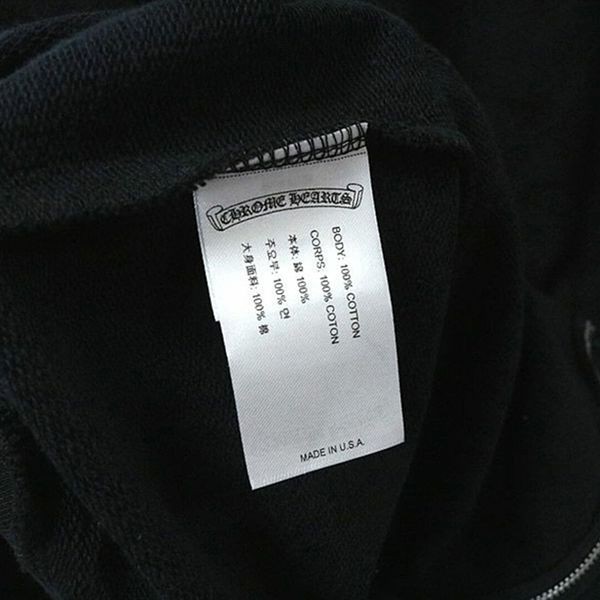 CHROME HEARTS
BODY: 100% COTTON
CORPS: 100% COTON
本体: 綿 100%
주요부: 100% 면
大身面料: 100% 棉
MADE IN U.S.A.